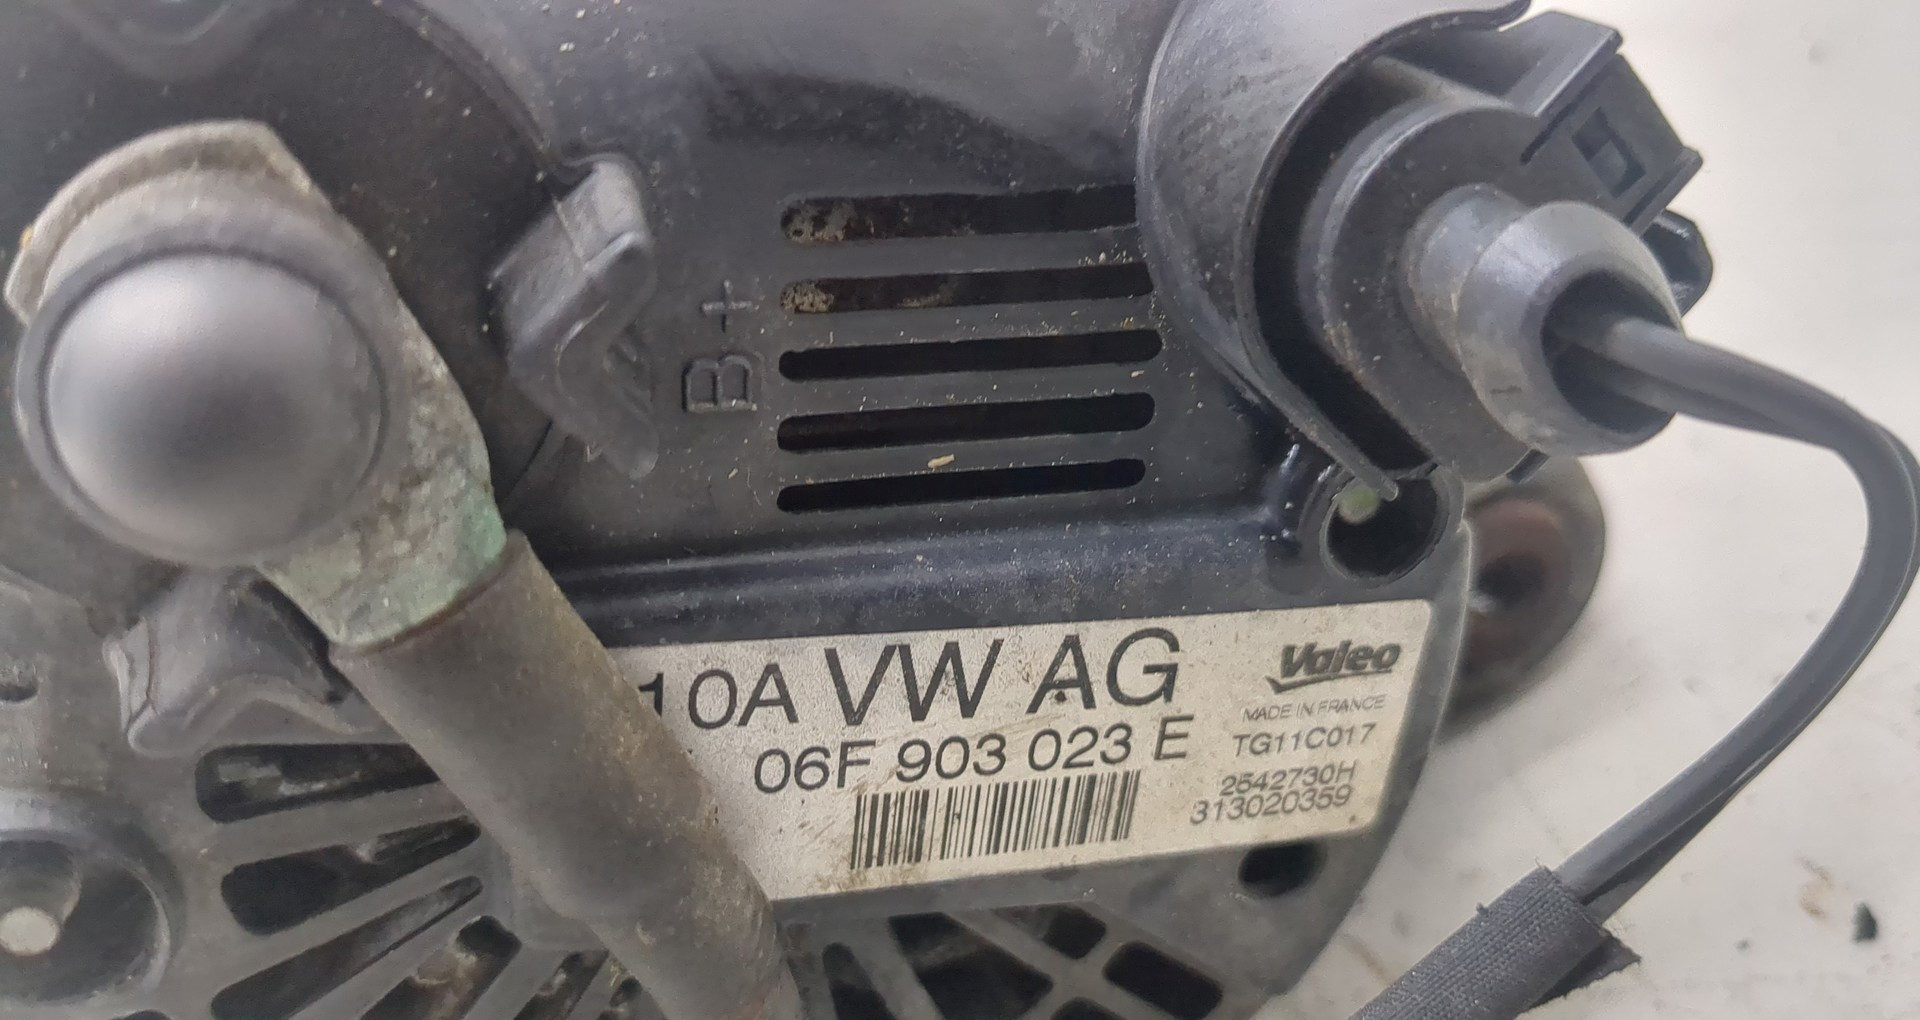 B+
10A VW AG
06F 903 023 E
Valeo
MADE IN FRANCE
TG11C017
2542730H
313020359